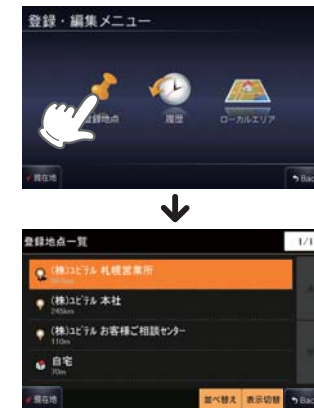 登録・編集メニュー
登録地点
履歴
ローカルエリア
現在地
Back
登録地点一覧
1/1
(株)ユピテル 札幌営業所
(株)ユピテル 本社
245km
(株)ユピテル お客様ご相談センター
110m
自宅
70m
現在地
並べ替え
表示切替
Back